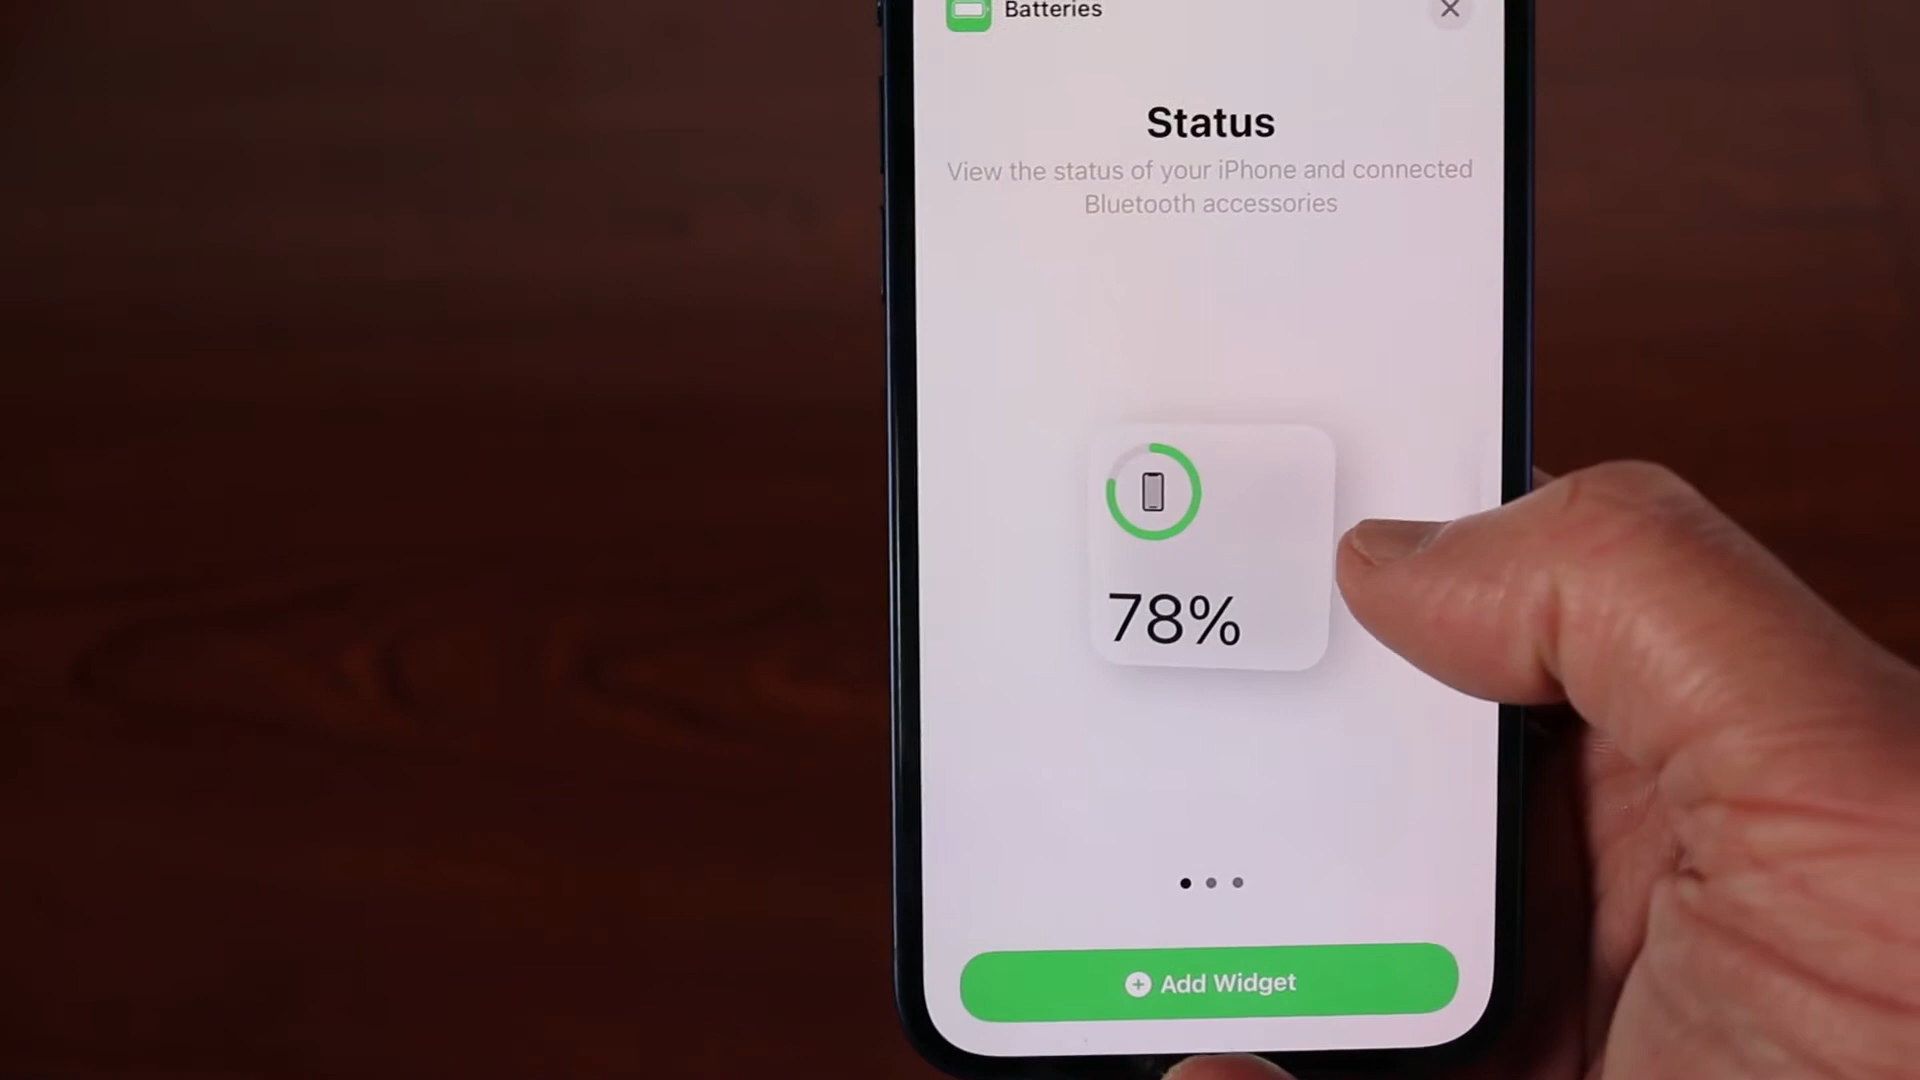 Batteries
Status
View the status of your iPhone and connected
Bluetooth accessories
78%
Add Widget